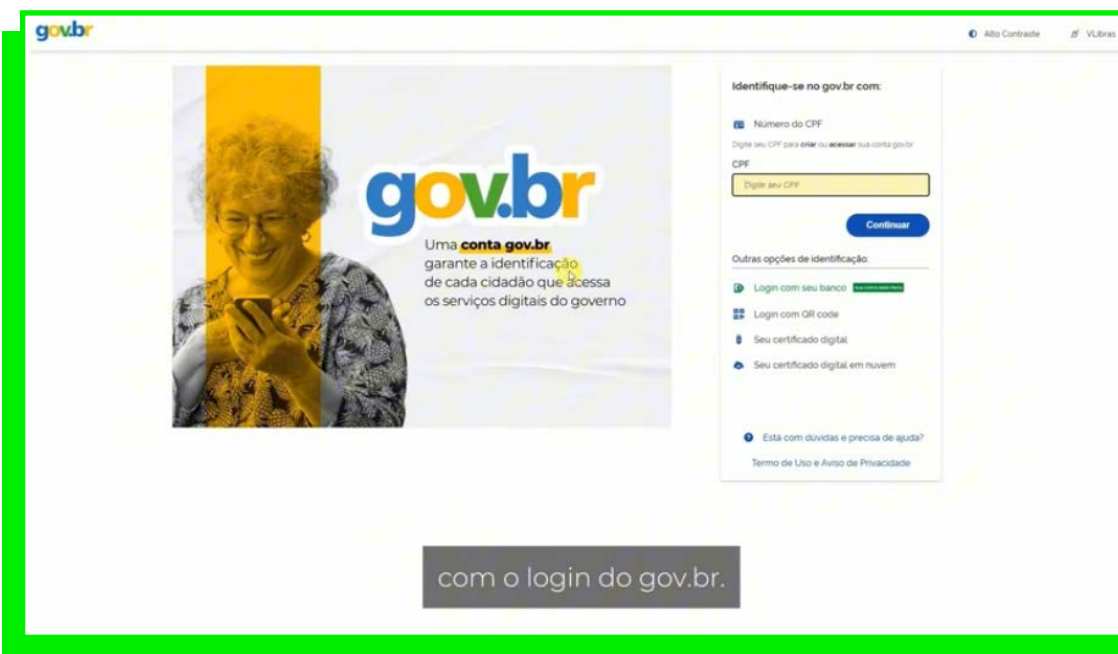 gov.br
Alto Contraste
VLibras
gov.br
Uma conta gov.br
garante a identificação
de cada cidadão que acessa
os serviços digitais do governo
Identifique-se no gov.br com:
Número do CPF
Digite seu CPF para criar ou acessar sua conta gov.br
CPF
Digite seu CPF
Continuar
Outras opções de identificação:
Login com seu banco
Login com QR code
Seu certificado digital
Seu certificado digital em nuvem
Está com dúvidas e precisa de ajuda?
Termo de Uso e Aviso de Privacidade
com o login do gov.br.